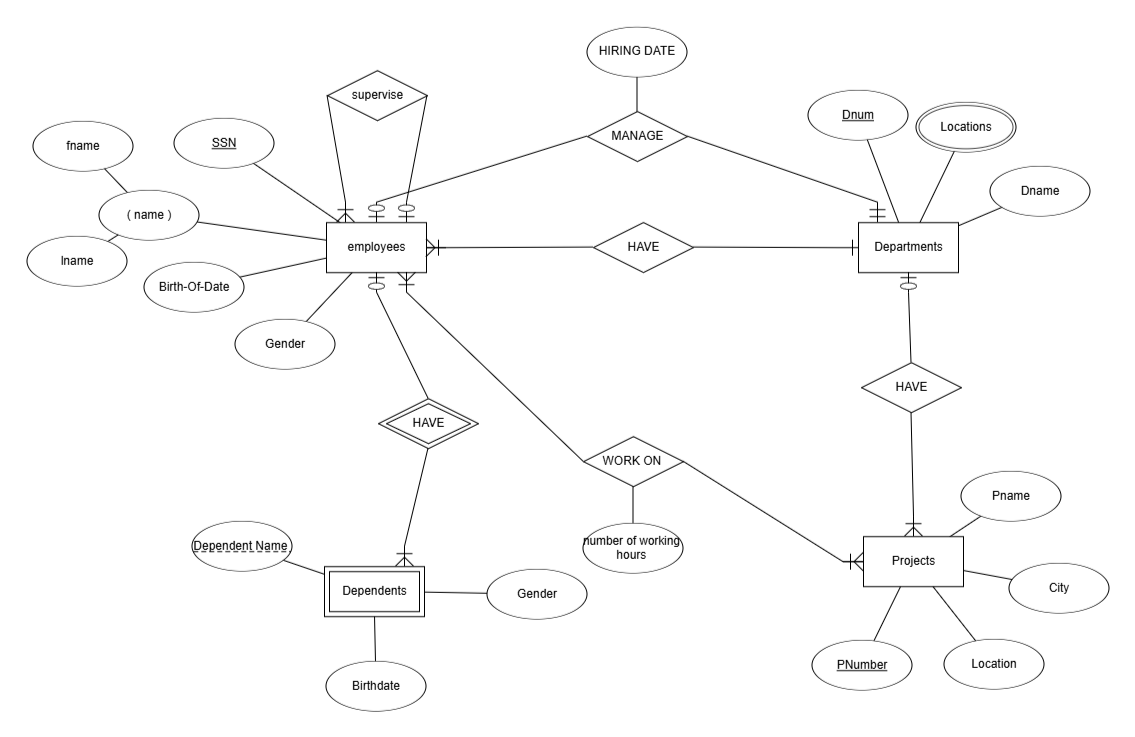 HIRING DATE
supervise
Dnum
Locations
MANAGE
fname
SSN
Dname
( name )
employees
HAVE
Departments
lname
Birth-Of-Date
Gender
HAVE
HAVE
WORK ON
Pname
number of working
hours
Dependent Name
Projects
Dependents
Gender
City
PNumber
Location
Birthdate